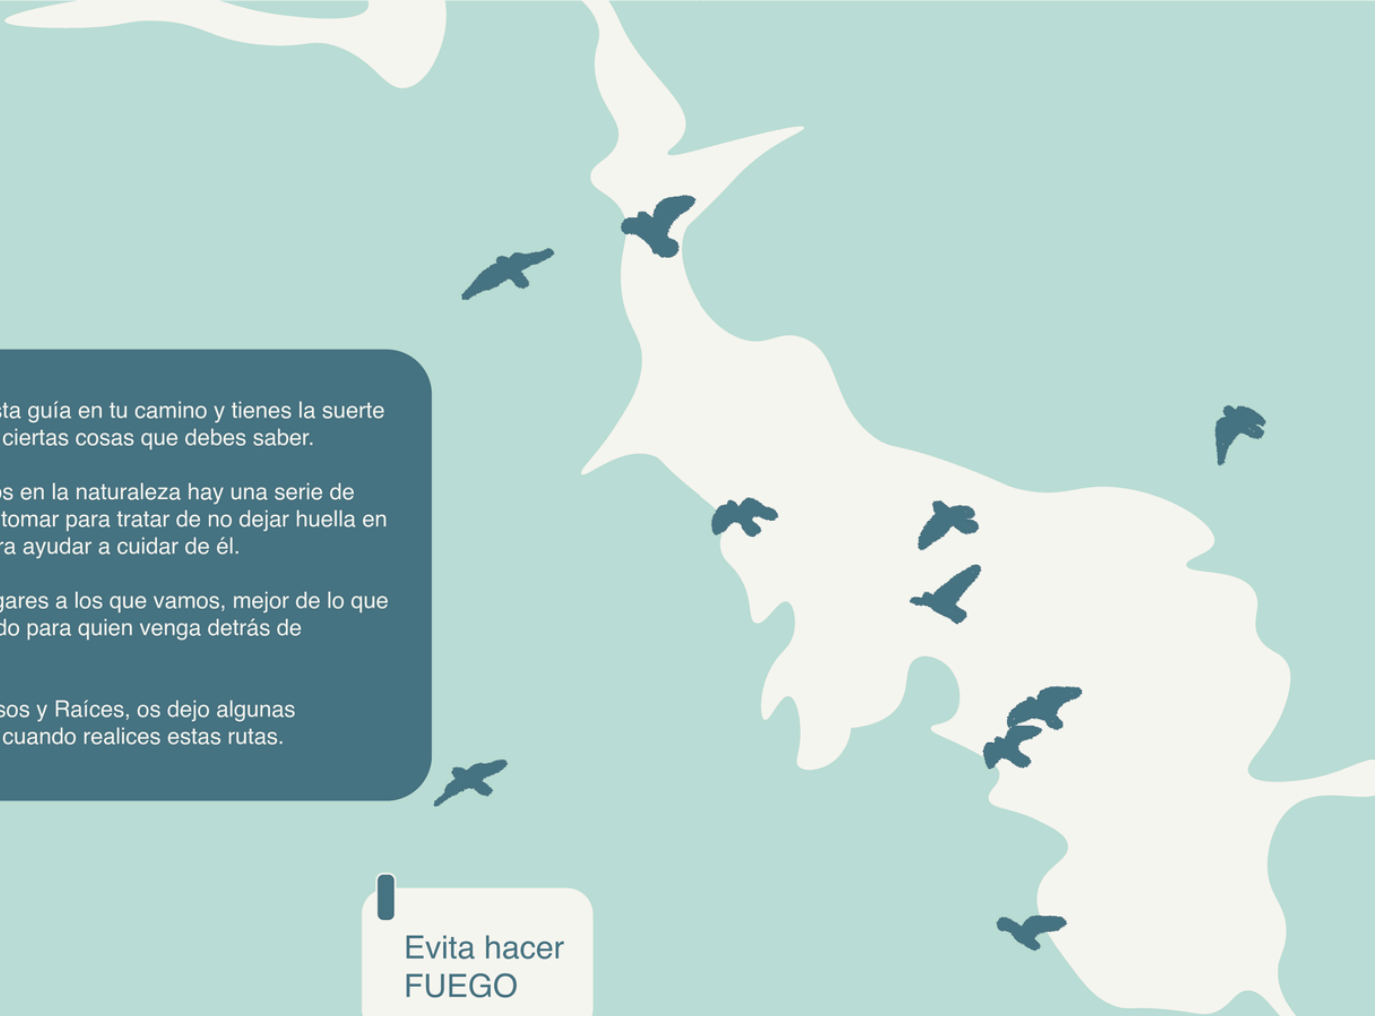 sta guía en tu camino y tienes la suerte
ciertas cosas que debes saber.
os en la naturaleza hay una serie de
tomar para tratar de no dejar huella en
ra ayudar a cuidar de él.
gares a los que vamos, mejor de lo que
do para quien venga detrás de
sos y Raíces, os dejo algunas
cuando realices estas rutas.
Evita hacer
FUEGO